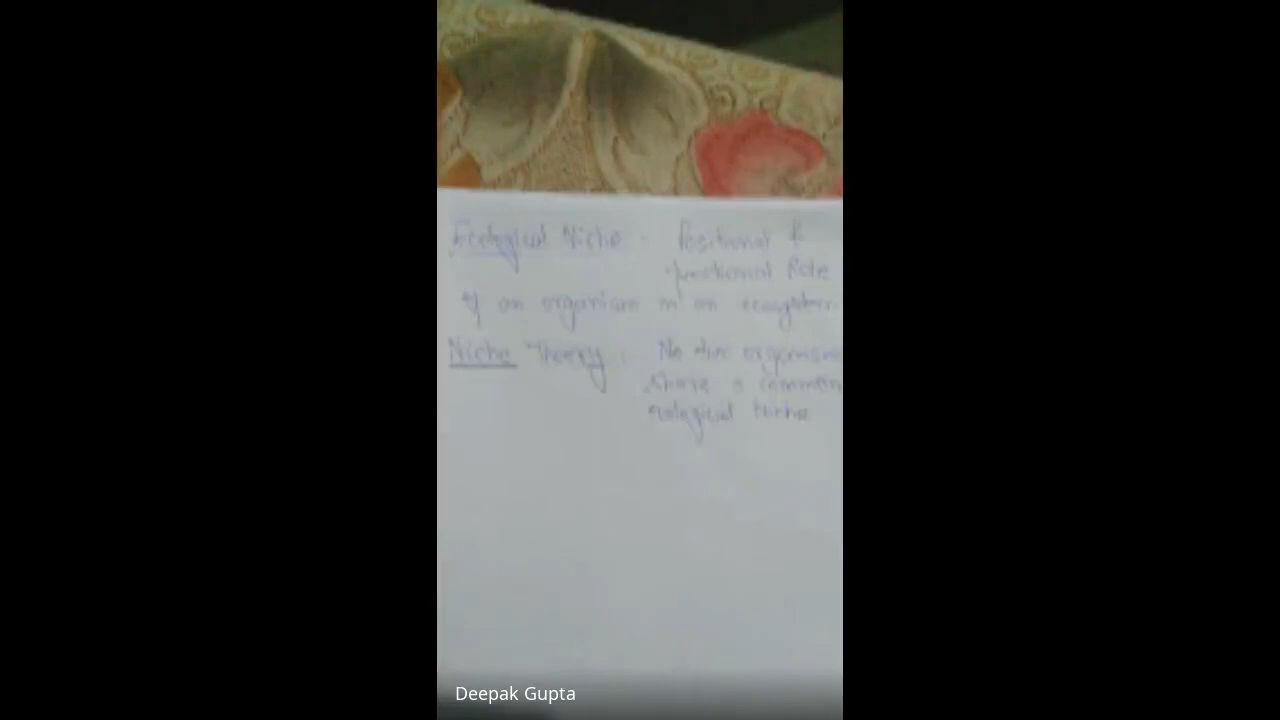 Ecological Niche - Positional &
functional Role
of an organism in an ecosystem
Niche Theory : No two organisms
share a common
ecological Niche
Deepak Gupta